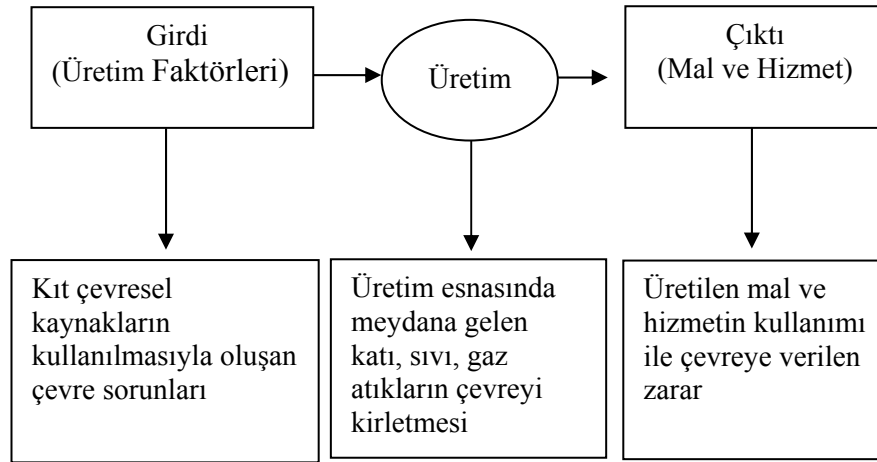 Girdi
(Üretim Faktörleri)
Üretim
Çıktı
(Mal ve Hizmet)
Kıt çevresel
kaynakların
kullanılmasıyla oluşan
çevre sorunları
Üretim esnasında
meydana gelen
katı, sıvı, gaz
atıkların çevreyi
kirletmesi
Üretilen mal ve
hizmetin kullanımı
ile çevreye verilen
zarar